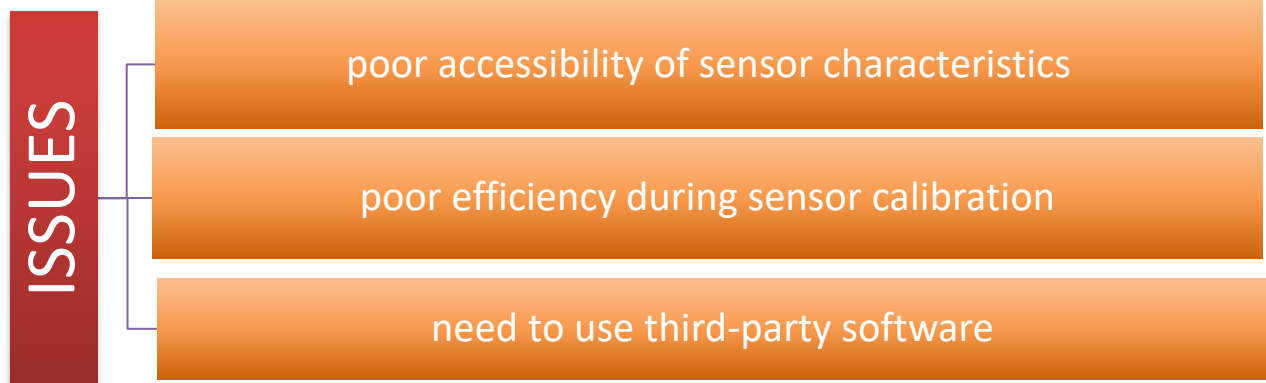 ISSUES
poor accessibility of sensor characteristics
poor efficiency during sensor calibration
need to use third-party software